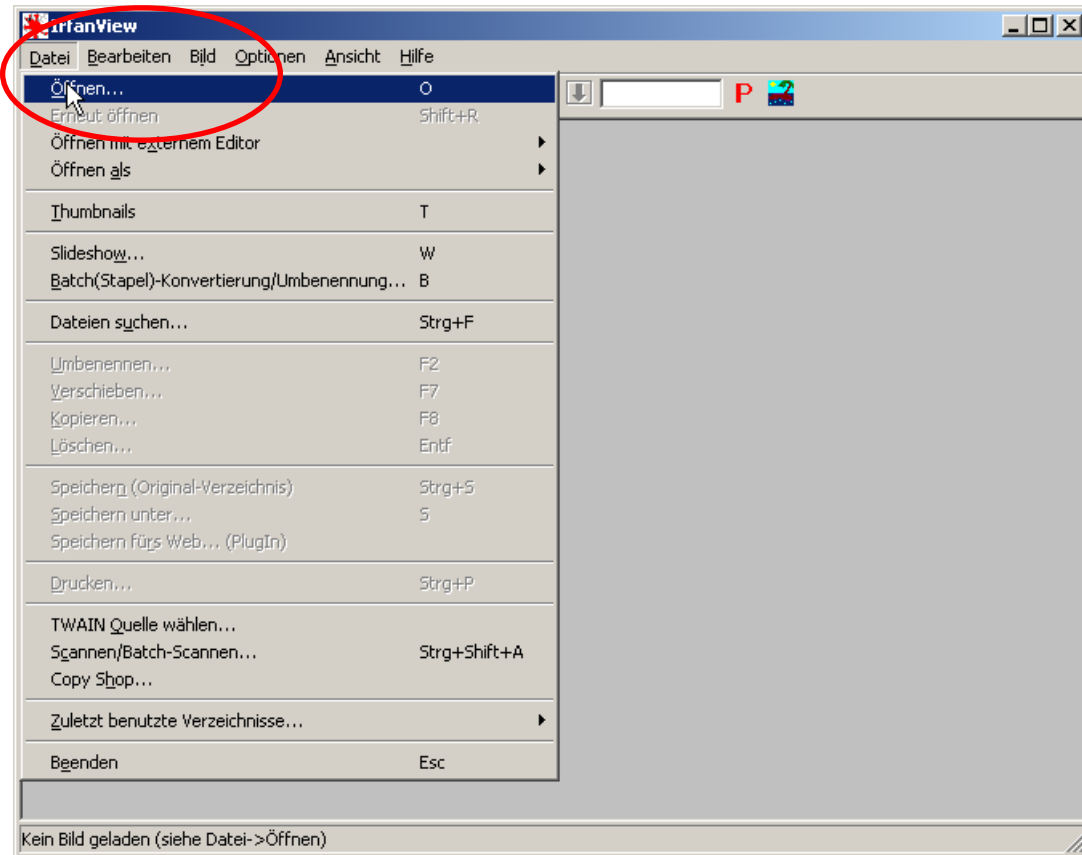 IrfanView
Datei Bearbeiten Bild Optionen Ansicht Hilfe
Öffnen... O
P ?
Erneut öffnen Shift+R
Öffnen mit externem Editor
Öffnen als
Thumbnails T
Slideshow... W
Batch(Stapel)-Konvertierung/Umbenennung... B
Dateien suchen... Strg+F
Umbenennen... F2
Verschieben... F7
Kopieren... F8
Löschen... Entf
Speichern (Original-Verzeichnis) Strg+S
Speichern unter... S
Speichern fürs Web... (PlugIn)
Drucken... Strg+P
TWAIN Quelle wählen...
Scannen/Batch-Scannen... Strg+Shift+A
Copy Shop...
Zuletzt benutzte Verzeichnisse...
Beenden Esc
Kein Bild geladen (siehe Datei->Öffnen)